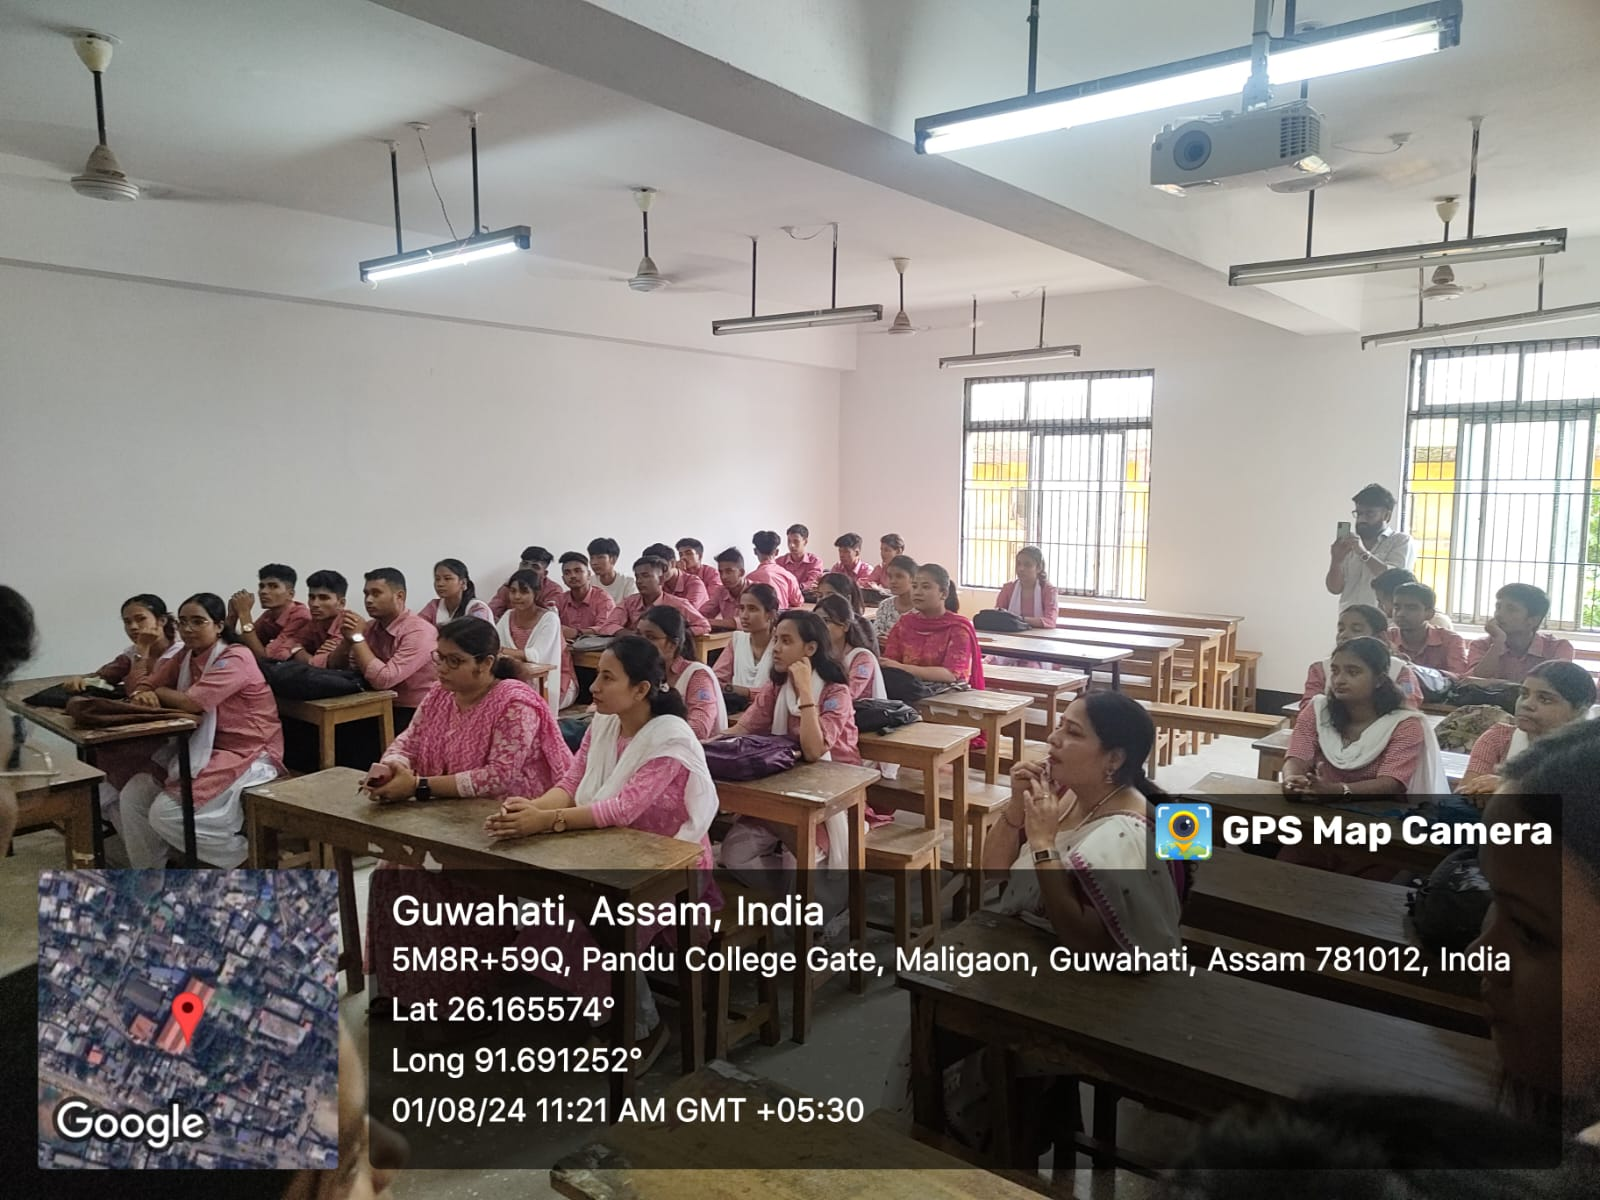 GPS Map Camera
Guwahati, Assam, India
5M8R+59Q, Pandu College Gate, Maligaon, Guwahati, Assam 781012, India
Lat 26.165574°
Long 91.691252°
01/08/24 11:21 AM GMT +05:30
Google